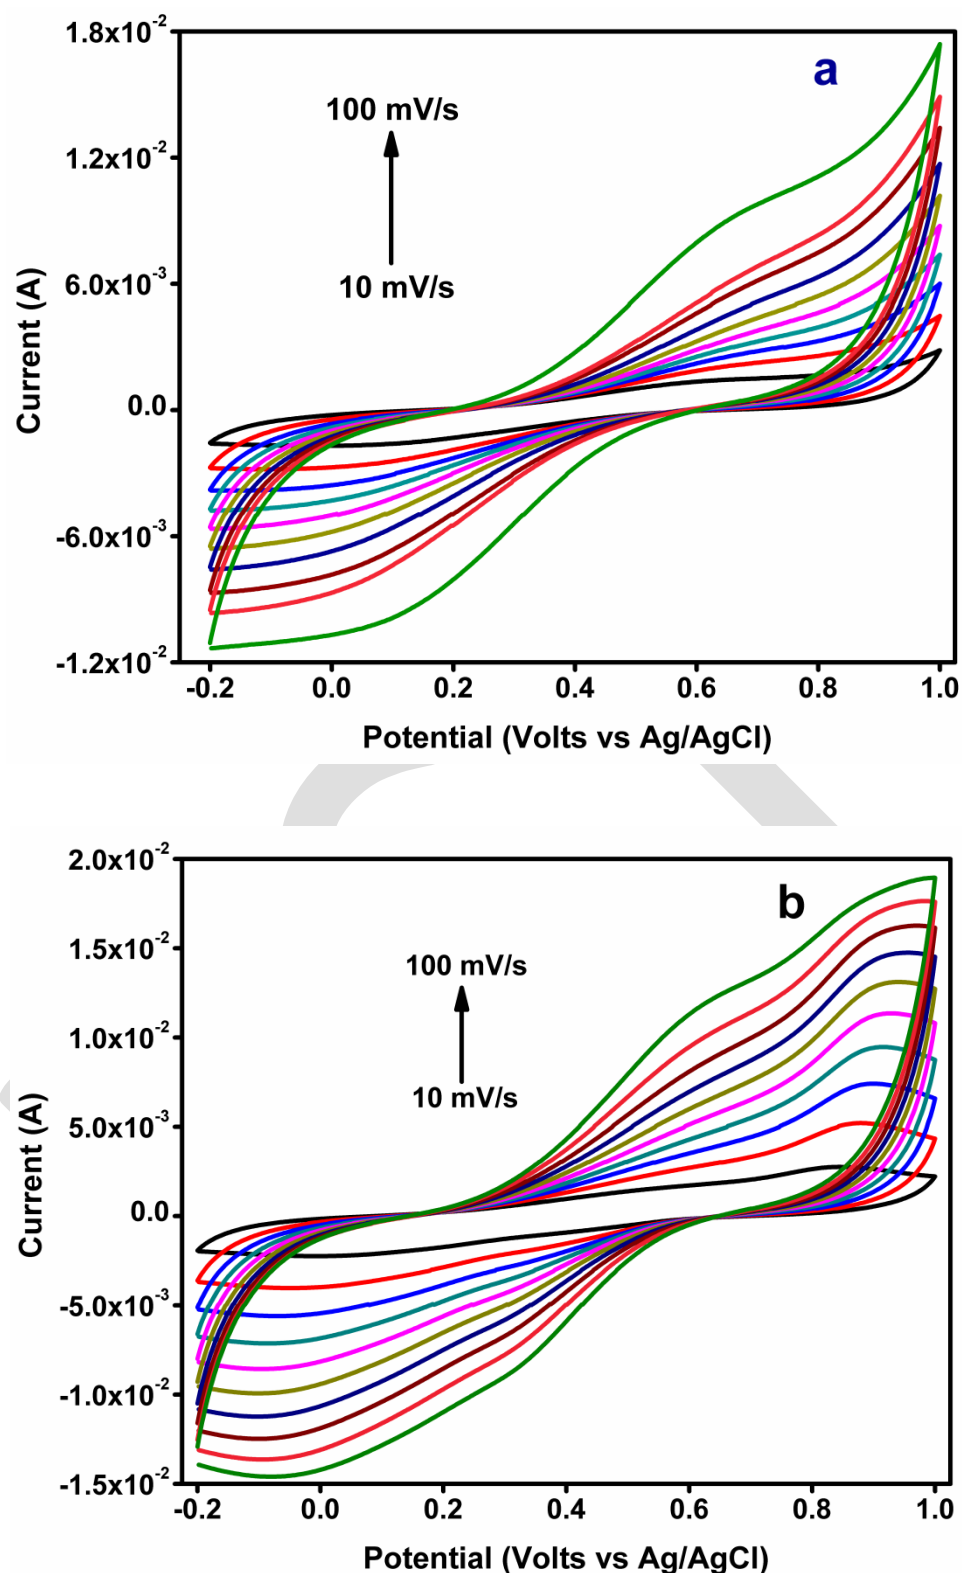 1.8x10⁻²
a
100 mV/s
1.2x10⁻²
6.0x10⁻³
10 mV/s
Current (A)
0.0
-6.0x10⁻³
-1.2x10⁻²
-0.2 0.0 0.2 0.4 0.6 0.8 1.0
Potential (Volts vs Ag/AgCl)
2.0x10⁻²
b
1.5x10⁻²
100 mV/s
1.0x10⁻²
10 mV/s
5.0x10⁻³
Current (A)
0.0
-5.0x10⁻³
-1.0x10⁻²
-1.5x10⁻²
-0.2 0.0 0.2 0.4 0.6 0.8 1.0
Potential (Volts vs Ag/AgCl)